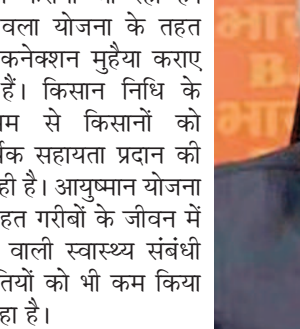 वला योजना के तहत
कनेक्शन मुहैया कराए
हैं। किसान निधि के
से किसानों को
सहायता प्रदान की
ही है। आयुष्मान योजना
हत गरीबों के जीवन में
वाली स्वास्थ्य संबंधी
तियों को भी कम किया
हा है।
भार
B
भार